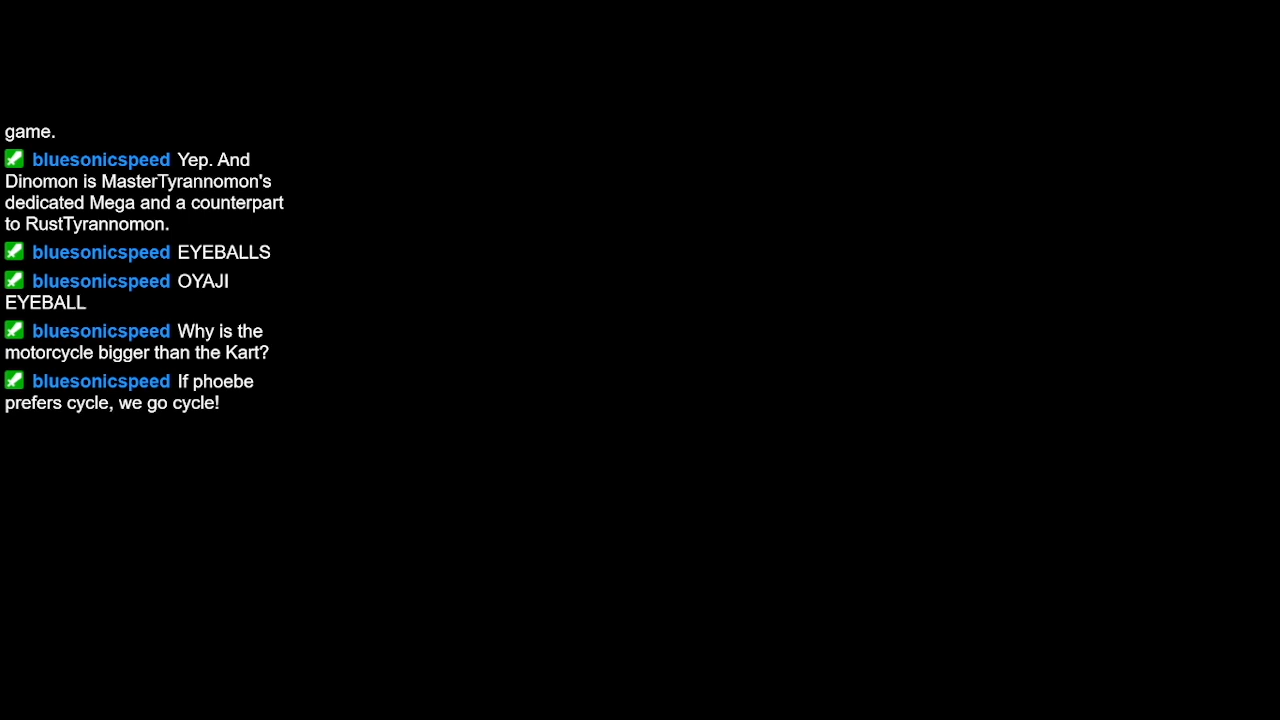 game.
bluesonicspeed Yep. And
Dinomon is MasterTyrannomon's
dedicated Mega and a counterpart
to RustTyrannomon.
bluesonicspeed EYEBALLS
bluesonicspeed OYAJI
EYEBALL
bluesonicspeed Why is the
motorcycle bigger than the Kart?
bluesonicspeed If phoebe
prefers cycle, we go cycle!